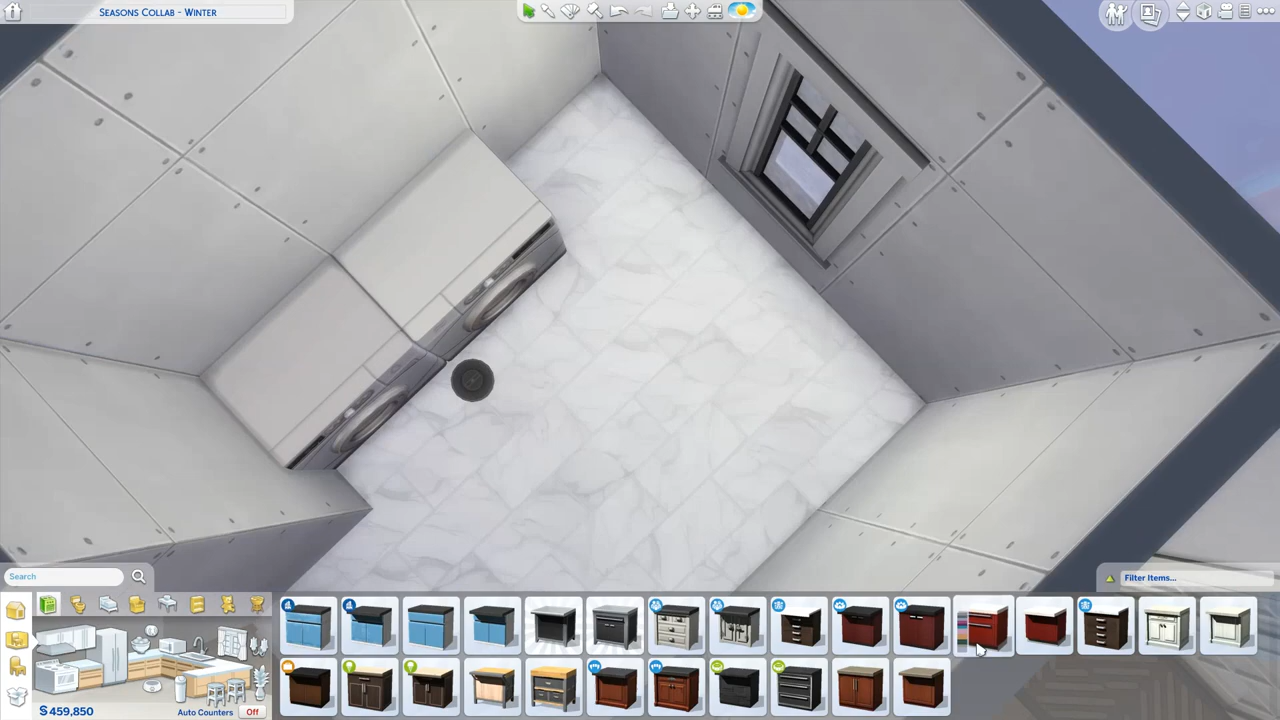 SEASONS COLLAB - WINTER
Search
Filter Items...
§459,850
Auto Counters
Off